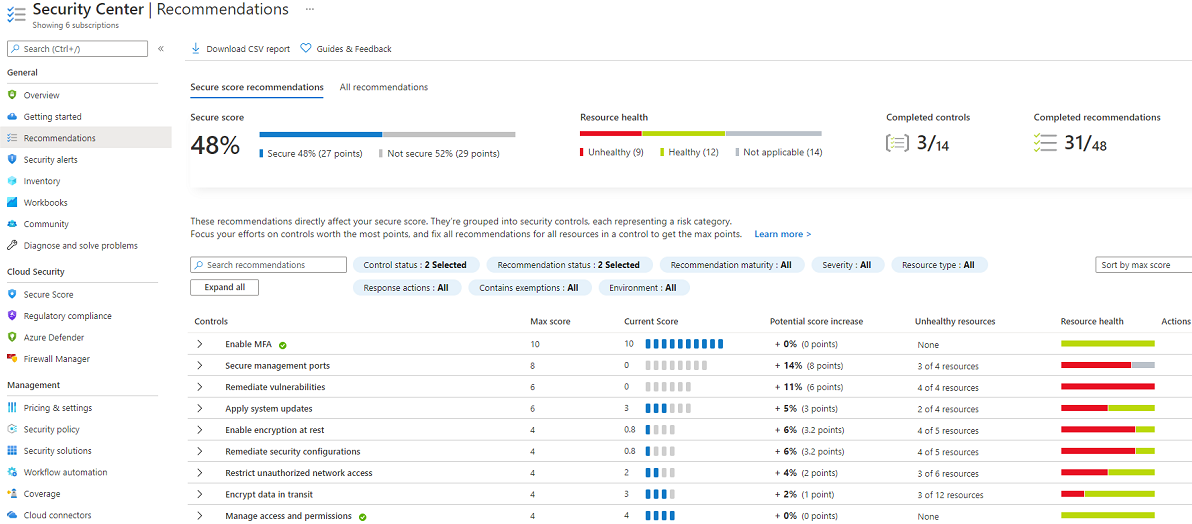 Security Center | Recommendations ...
Showing 6 subscriptions
Search (Ctrl+/)
«
General
Overview
Getting started
Recommendations
Security alerts
Inventory
Workbooks
Community
Diagnose and solve problems
Cloud Security
Secure Score
Regulatory compliance
Azure Defender
Firewall Manager
Management
Pricing & settings
Security policy
Security solutions
Workflow automation
Coverage
Cloud connectors
Download CSV report Guides & Feedback
Secure score recommendations All recommendations
Secure score Resource health Completed controls Completed recommendations
48% 3/14 31/48
Secure 48% (27 points) Not secure 52% (29 points) Unhealthy (9) Healthy (12) Not applicable (14)
These recommendations directly affect your secure score. They're grouped into security controls, each representing a risk category.
Focus your efforts on controls worth the most points, and fix all recommendations for all resources in a control to get the max points. Learn more >
Search recommendations Control status : 2 Selected Recommendation status : 2 Selected Recommendation maturity : All Severity : All Resource type : All Sort by max score
Expand all Response actions : All Contains exemptions : All Environment : All
Controls Max score Current Score Potential score increase Unhealthy resources Resource health Actions
Enable MFA 10 10 + 0% (0 points) None
Secure management ports 8 0 + 14% (8 points) 3 of 4 resources
Remediate vulnerabilities 6 0 + 11% (6 points) 4 of 4 resources
Apply system updates 6 3 + 5% (3 points) 2 of 4 resources
Enable encryption at rest 4 0.8 + 6% (3.2 points) 4 of 5 resources
Remediate security configurations 4 0.8 + 6% (3.2 points) 4 of 5 resources
Restrict unauthorized network access 4 2 + 4% (2 points) 3 of 6 resources
Encrypt data in transit 4 3 + 2% (1 point) 3 of 12 resources
Manage access and permissions 4 4 + 0% (0 points) None